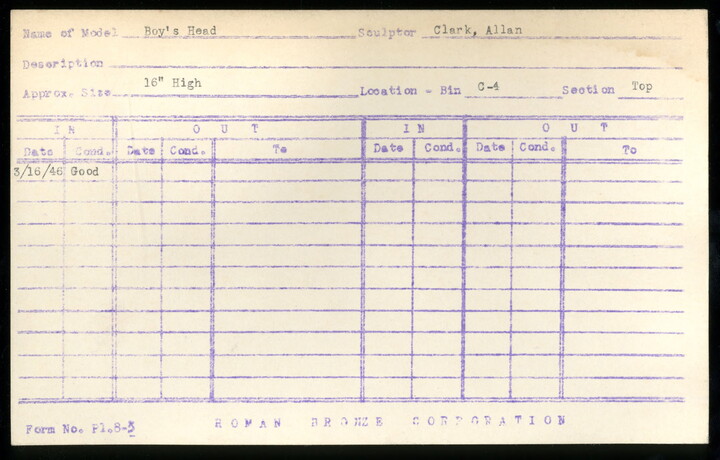 Name of Model Boy's Head Sculptor Clark, Allan
Description
Approx. Size 16" High Location - Bin C-4 Section Top
IN OUT IN OUT
Date Cond. Date Cond. To Date Cond. Date Cond. To
3/16/46 Good
Form No. Pl.8-3 ROMAN BRONZE CORPORATION